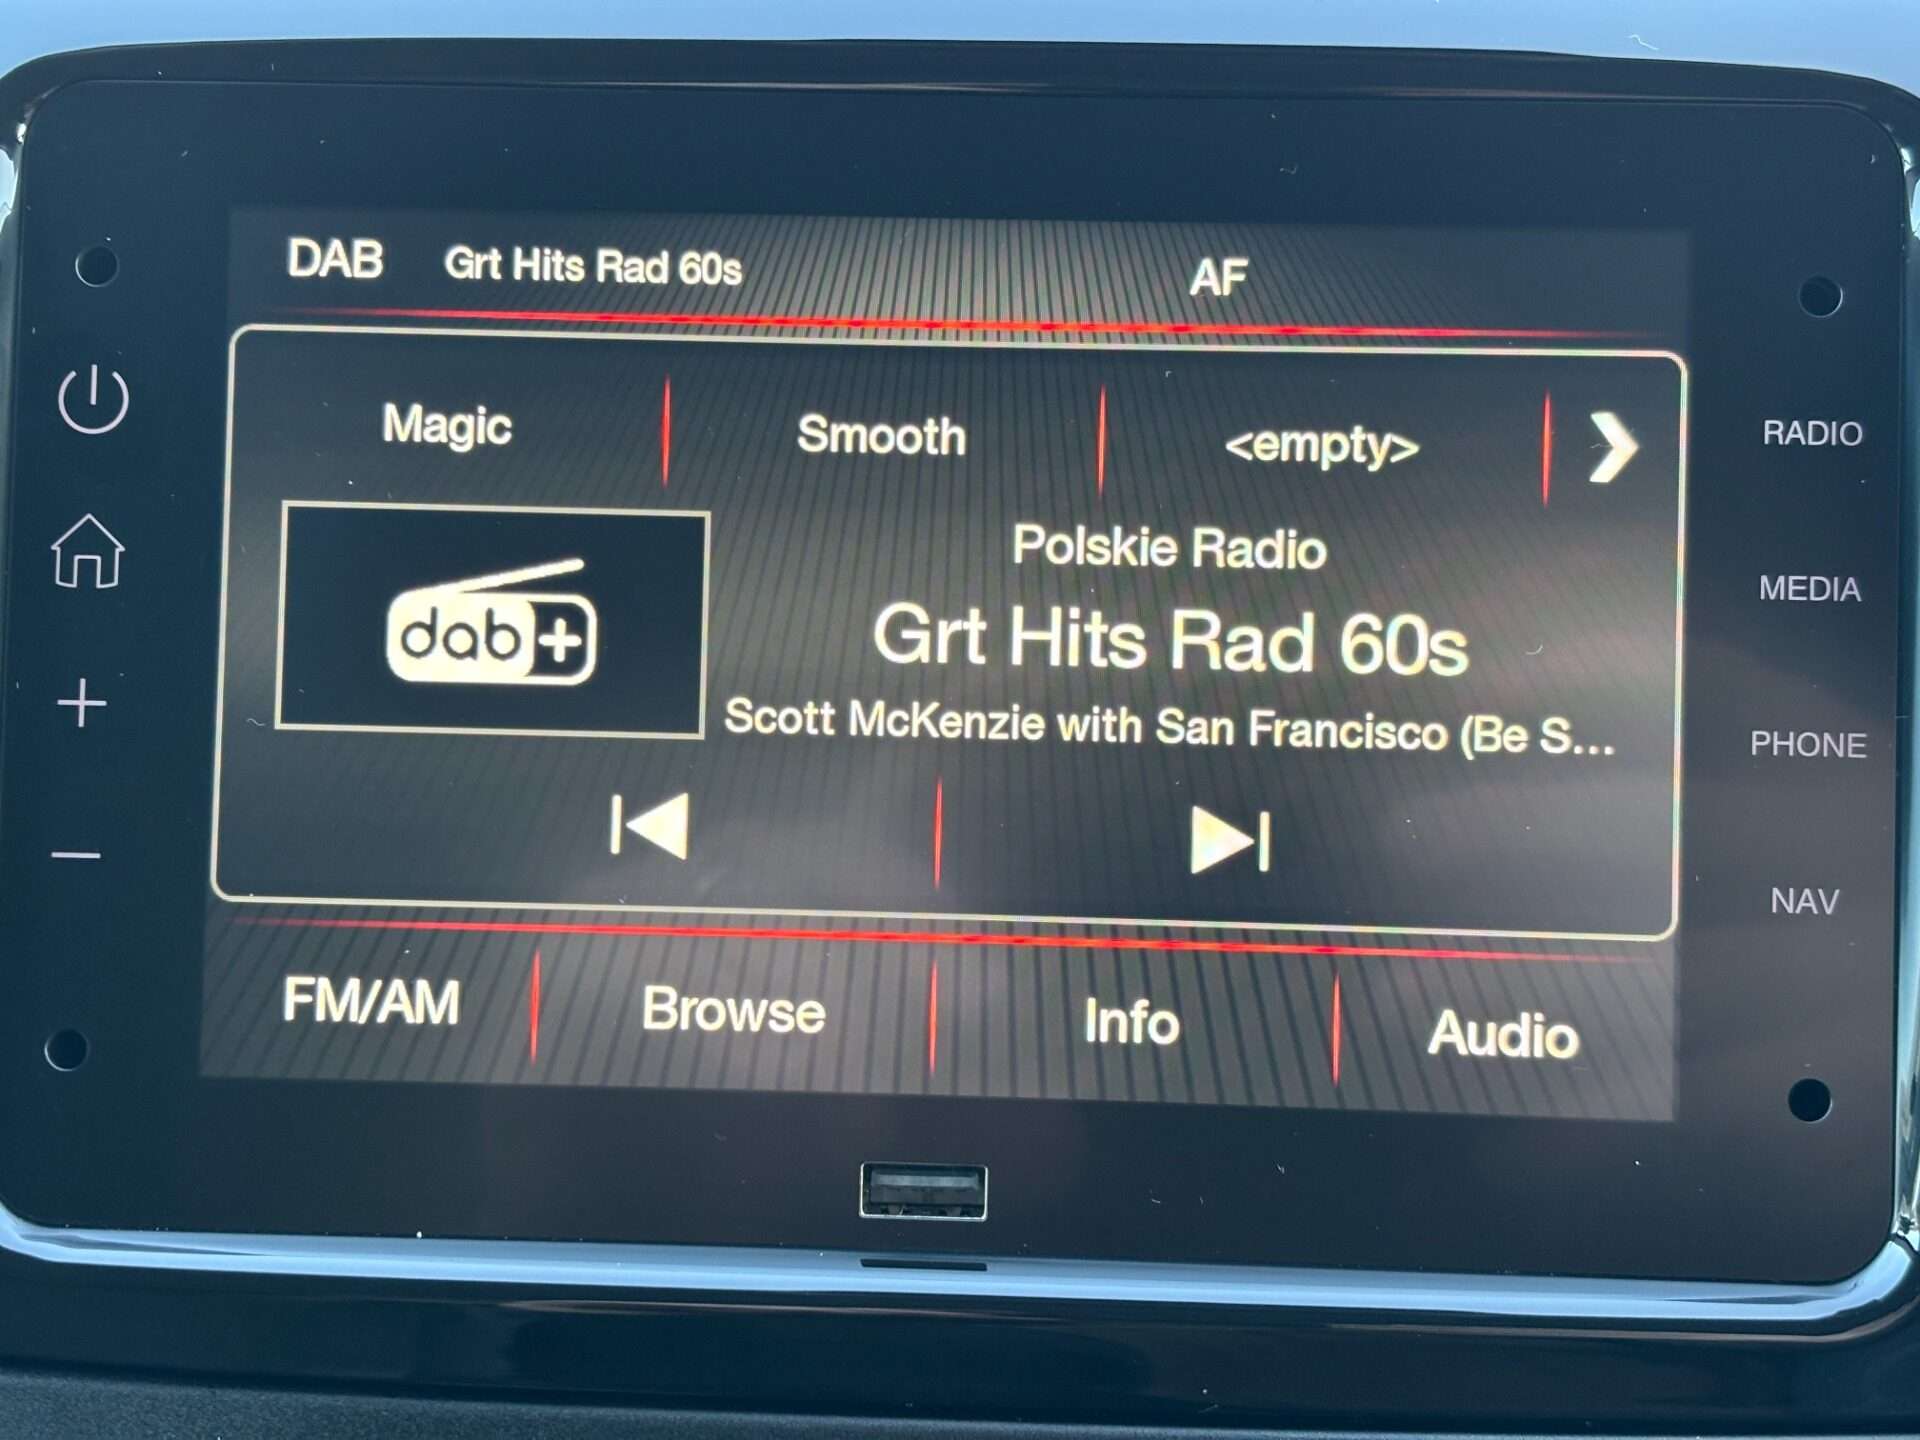 DAB Grt Hits Rad 60s AF
Magic Smooth <empty>
RADIO
Polskie Radio
dab+
Grt Hits Rad 60s
MEDIA
Scott McKenzie with San Francisco (Be S...
PHONE
NAV
FM/AM Browse Info Audio